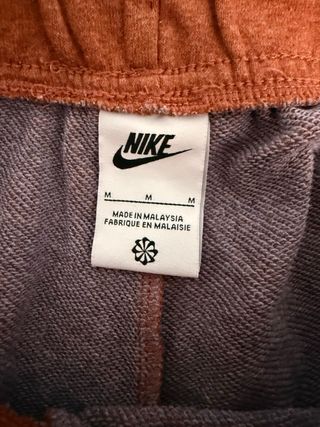 NIKE
M M M
MADE IN MALAYSIA
FABRIQUE EN MALAISIE